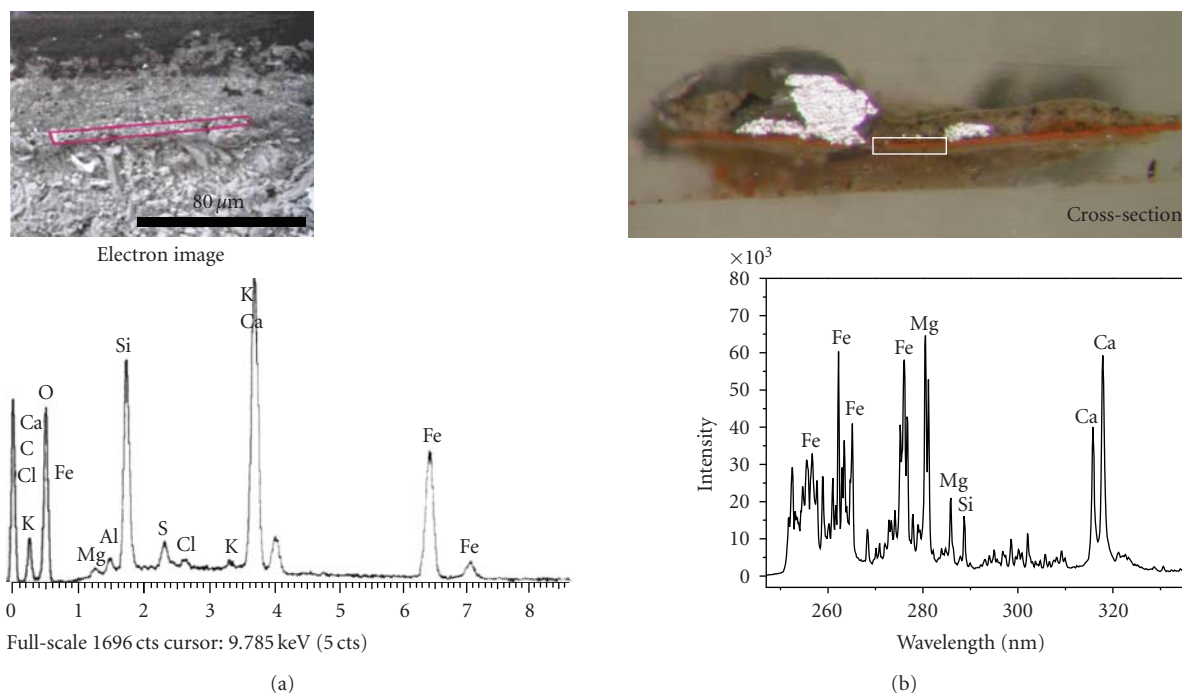 80 µm
Electron image
K
Ca
Si
O
Ca
C
Cl
Fe
K
Mg
Al
S
Cl
K
Fe
Fe
0 1 2 3 4 5 6 7 8
Full-scale 1696 cts cursor: 9.785 keV (5 cts)
(a)
Cross-section
×10³
80
70
60
50
40
30
20
10
0
Intensity
Fe
Fe
Fe
Fe
Mg
Mg
Si
Ca
Ca
260 280 300 320
Wavelength (nm)
(b)